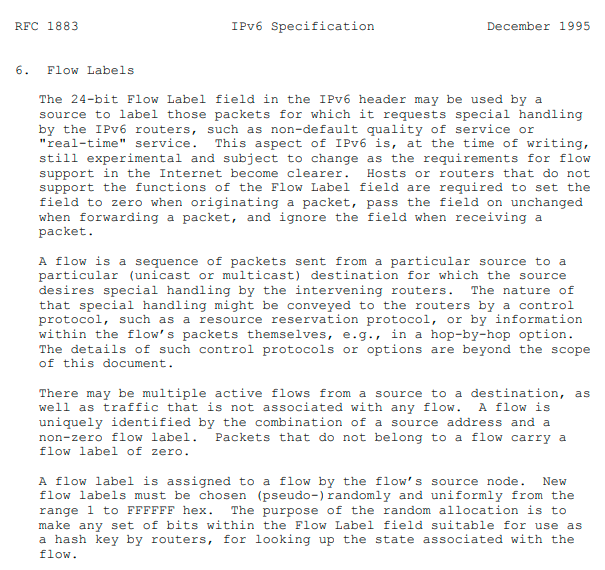 RFC 1883 IPv6 Specification December 1995
6. Flow Labels
The 24-bit Flow Label field in the IPv6 header may be used by a
source to label those packets for which it requests special handling
by the IPv6 routers, such as non-default quality of service or
"real-time" service. This aspect of IPv6 is, at the time of writing,
still experimental and subject to change as the requirements for flow
support in the Internet become clearer. Hosts or routers that do not
support the functions of the Flow Label field are required to set the
field to zero when originating a packet, pass the field on unchanged
when forwarding a packet, and ignore the field when receiving a
packet.
A flow is a sequence of packets sent from a particular source to a
particular (unicast or multicast) destination for which the source
desires special handling by the intervening routers. The nature of
that special handling might be conveyed to the routers by a control
protocol, such as a resource reservation protocol, or by information
within the flow's packets themselves, e.g., in a hop-by-hop option.
The details of such control protocols or options are beyond the scope
of this document.
There may be multiple active flows from a source to a destination, as
well as traffic that is not associated with any flow. A flow is
uniquely identified by the combination of a source address and a
non-zero flow label. Packets that do not belong to a flow carry a
flow label of zero.
A flow label is assigned to a flow by the flow's source node. New
flow labels must be chosen (pseudo-)randomly and uniformly from the
range 1 to FFFFFF hex. The purpose of the random allocation is to
make any set of bits within the Flow Label field suitable for use as
a hash key by routers, for looking up the state associated with the
flow.